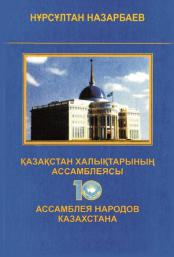 НҰРСҰЛТАН НАЗАРБАЕВ
ҚАЗАҚСТАН ХАЛЫҚТАРЫНЫҢ
АССАМБЛЕЯСЫ
10
АССАМБЛЕЯ НАРОДОВ
КАЗАХСТАНА